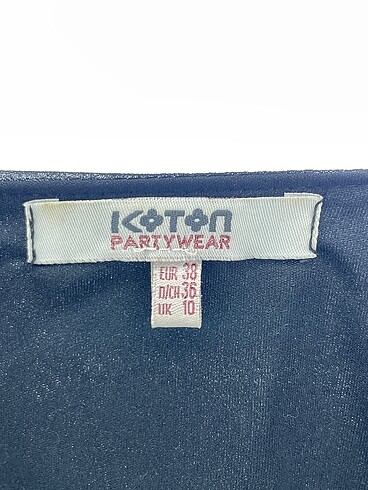 KOTON
PARTYWEAR
EUR 38
D/CH 36
UK 10